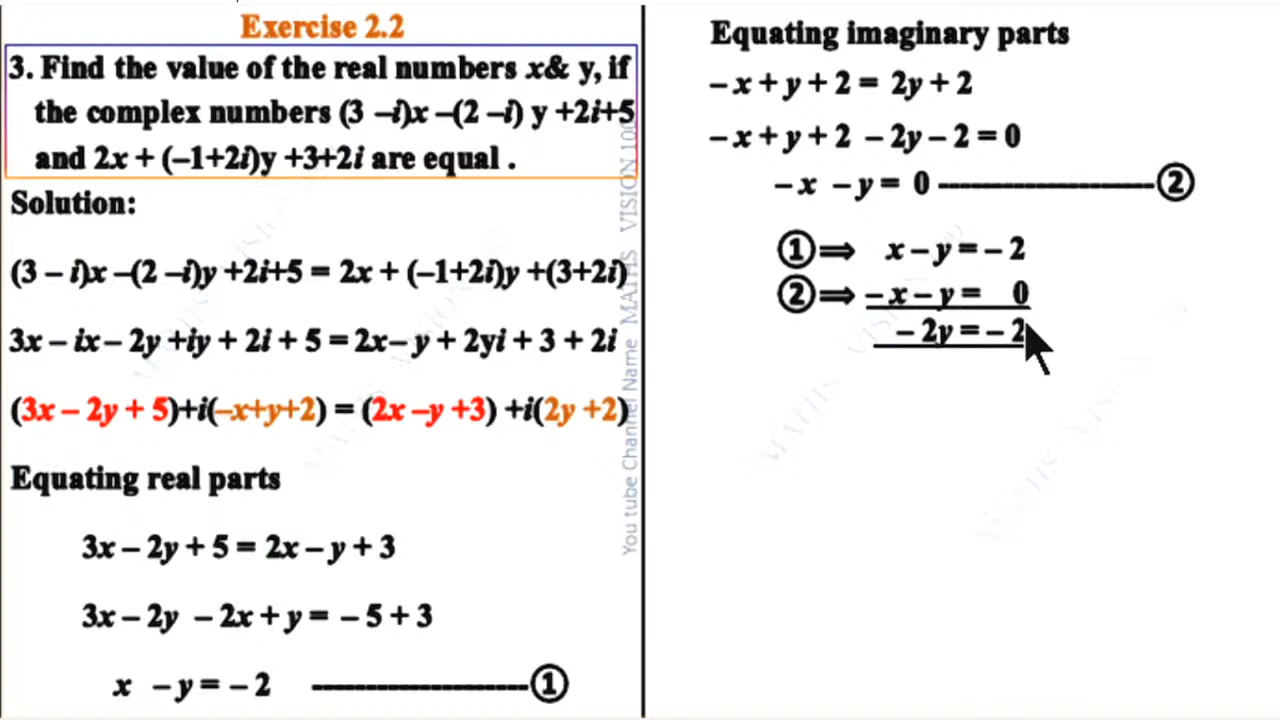 Exercise 2.2
3. Find the value of the real numbers x& y, if
the complex numbers (3 –i)x –(2 –i) y +2i+5
and 2x + (–1+2i)y +3+2i are equal .
Solution:
(3 – i)x –(2 –i)y +2i+5 = 2x + (–1+2i)y +(3+2i)
3x – ix – 2y +iy + 2i + 5 = 2x– y + 2yi + 3 + 2i
(3x – 2y + 5)+i(–x+y+2) = (2x –y +3) +i(2y +2)
Equating real parts
3x – 2y + 5 = 2x – y + 3
3x – 2y – 2x + y = – 5 + 3
x – y = – 2 ---------------------- ①
You tube Channel Name MATHS VISION 100
Equating imaginary parts
– x + y + 2 = 2y + 2
– x + y + 2 – 2y – 2 = 0
– x – y = 0 ---------------------- ②
① ⟹ x – y = – 2
② ⟹ – x – y = 0
– 2y = – 2